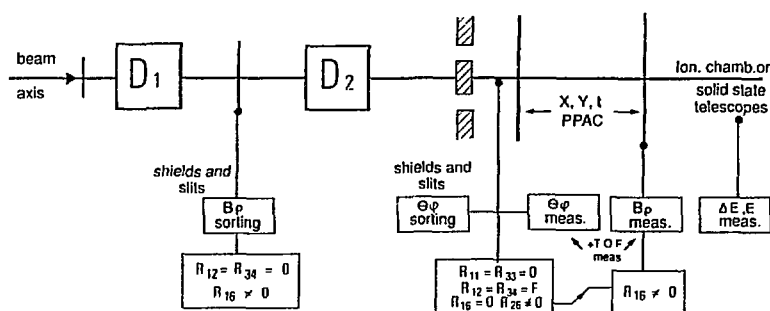 beam
axis
D1
D2
Ion. chamb.or
solid state
telescopes
X, Y, t
PPAC
shields and
slits
shields and
slits
Bρ
sorting
Θφ
sorting
Θφ
meas.
Bρ
meas.
ΔE,E
meas.
+T O F
meas
R12 = R34 = 0
R16 ≠ 0
R11 = R33 = 0
R12 = R34 = F
R16 = 0 R26 ≠ 0
R16 ≠ 0